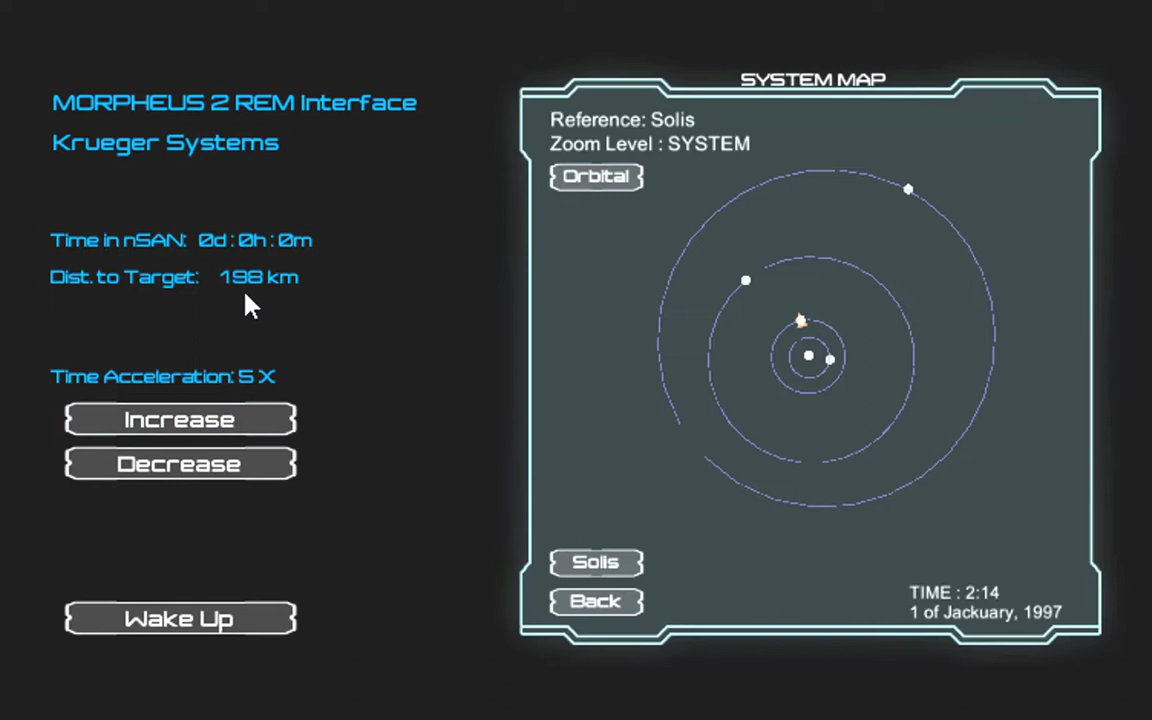 MORPHEUS 2 REM Interface
Krueger Systems
Time in nSAN: 0d : 0h : 0m
Dist. to Target: 198 km
Time Acceleration: 5 X
Increase
Decrease
Wake Up
SYSTEM MAP
Reference: Solis
Zoom Level : SYSTEM
Orbital
Solis
Back
TIME : 2:14
1 of Jackuary, 1997